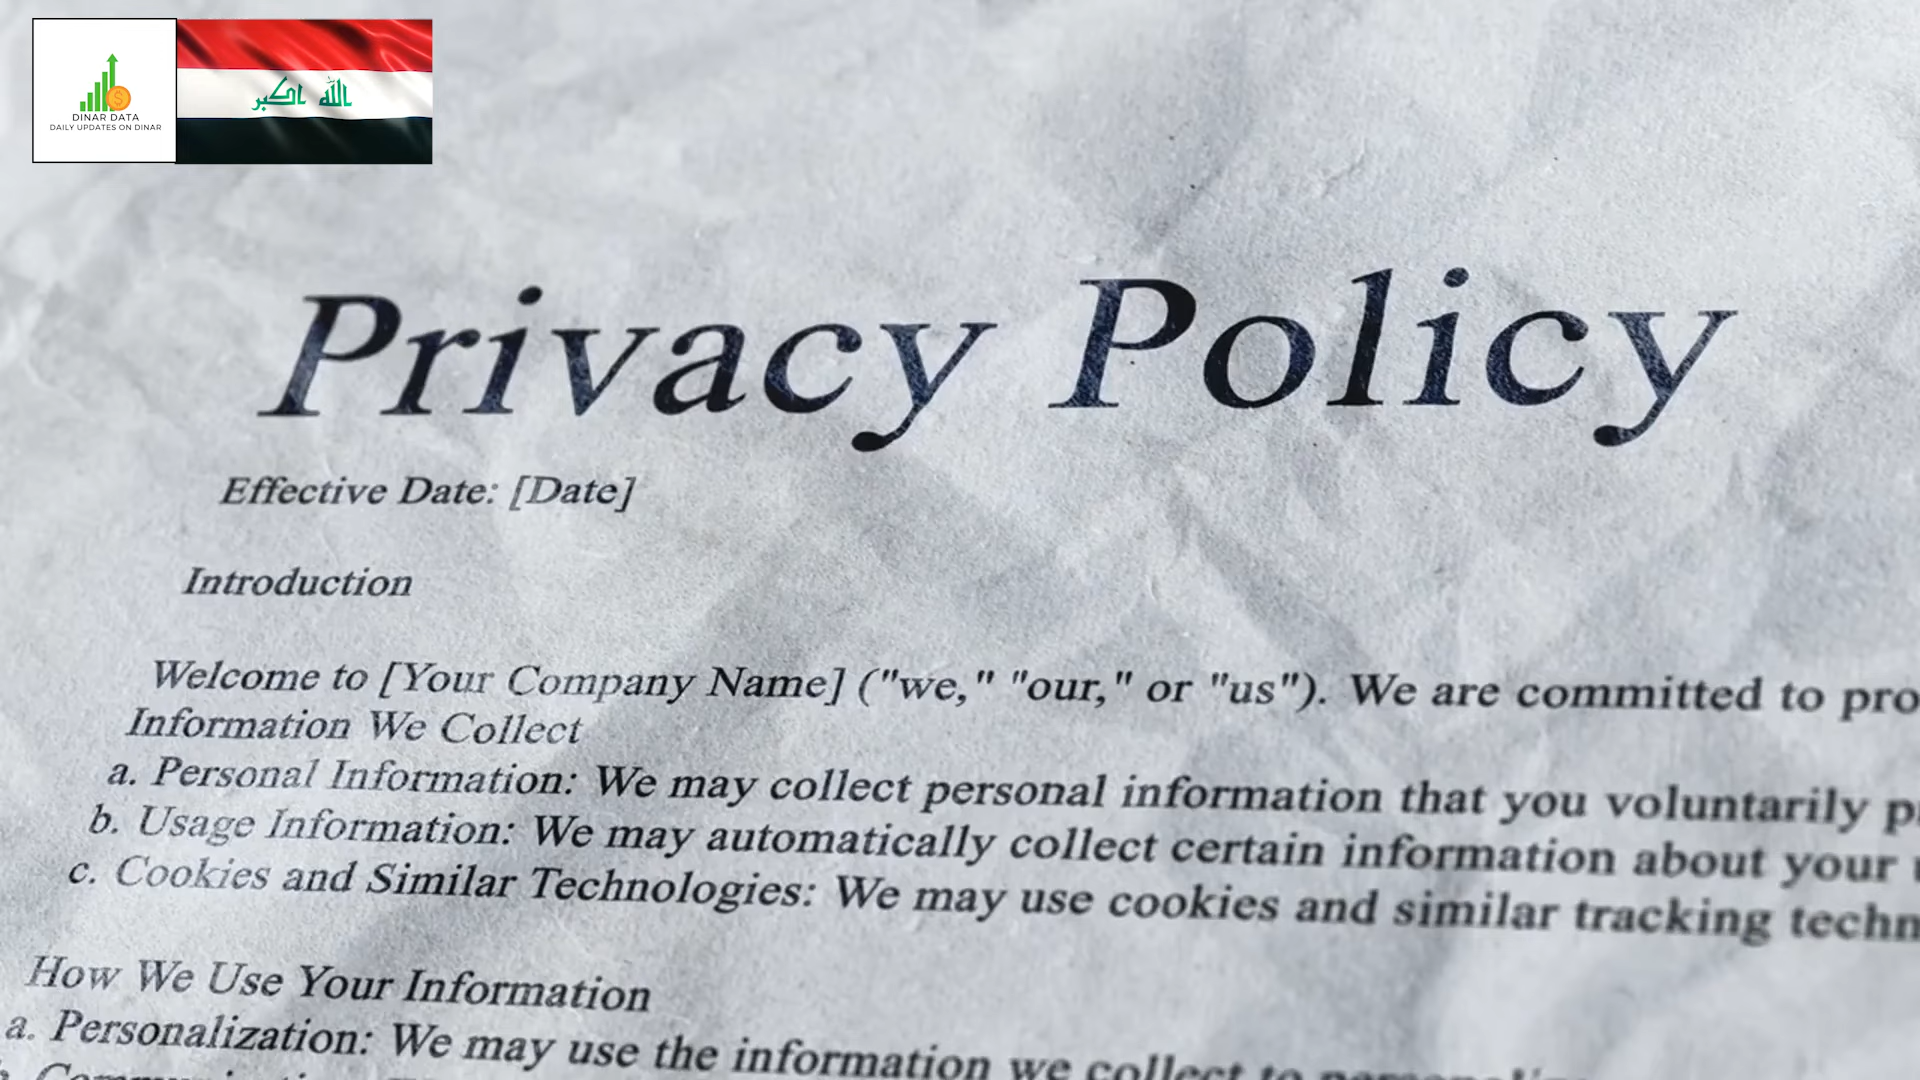 DINAR DATA
DAILY UPDATES ON DINAR
الله اكبر
Privacy Policy
Effective Date: [Date]
Introduction
Welcome to [Your Company Name] ("we," "our," or "us"). We are committed to pro
Information We Collect
a. Personal Information: We may collect personal information that you voluntarily p
b. Usage Information: We may automatically collect certain information about your
c. Cookies and Similar Technologies: We may use cookies and similar tracking techn
How We Use Your Information
a. Personalization: We may use the information we collect to